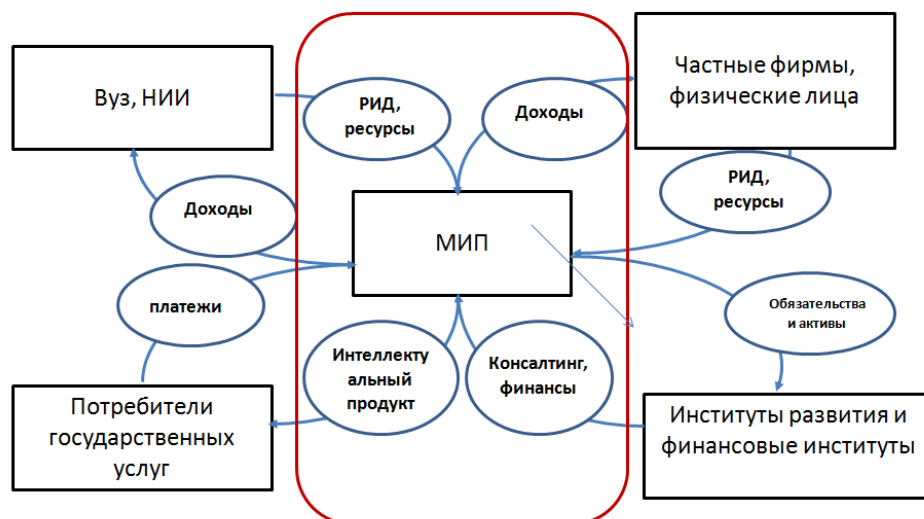 Вуз, НИИ
РИД,
ресурсы
Доходы
Частные фирмы,
физические лица
РИД,
ресурсы
Доходы
МИП
платежи
Обязательства
и активы
Интеллекту
альный
продукт
Консалтинг,
финансы
Потребители
государственных
услуг
Институты развития и
финансовые институты